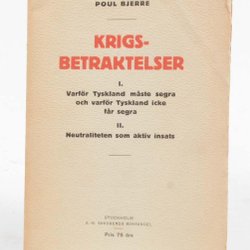 POUL BJERRE
KRIGS-
BETRAKTELSER
I.
Varför Tyskland måste segra
och varför Tyskland icke
får segra
II.
Neutraliteten som aktiv insats
STOCKHOLM
Pris 75 öre